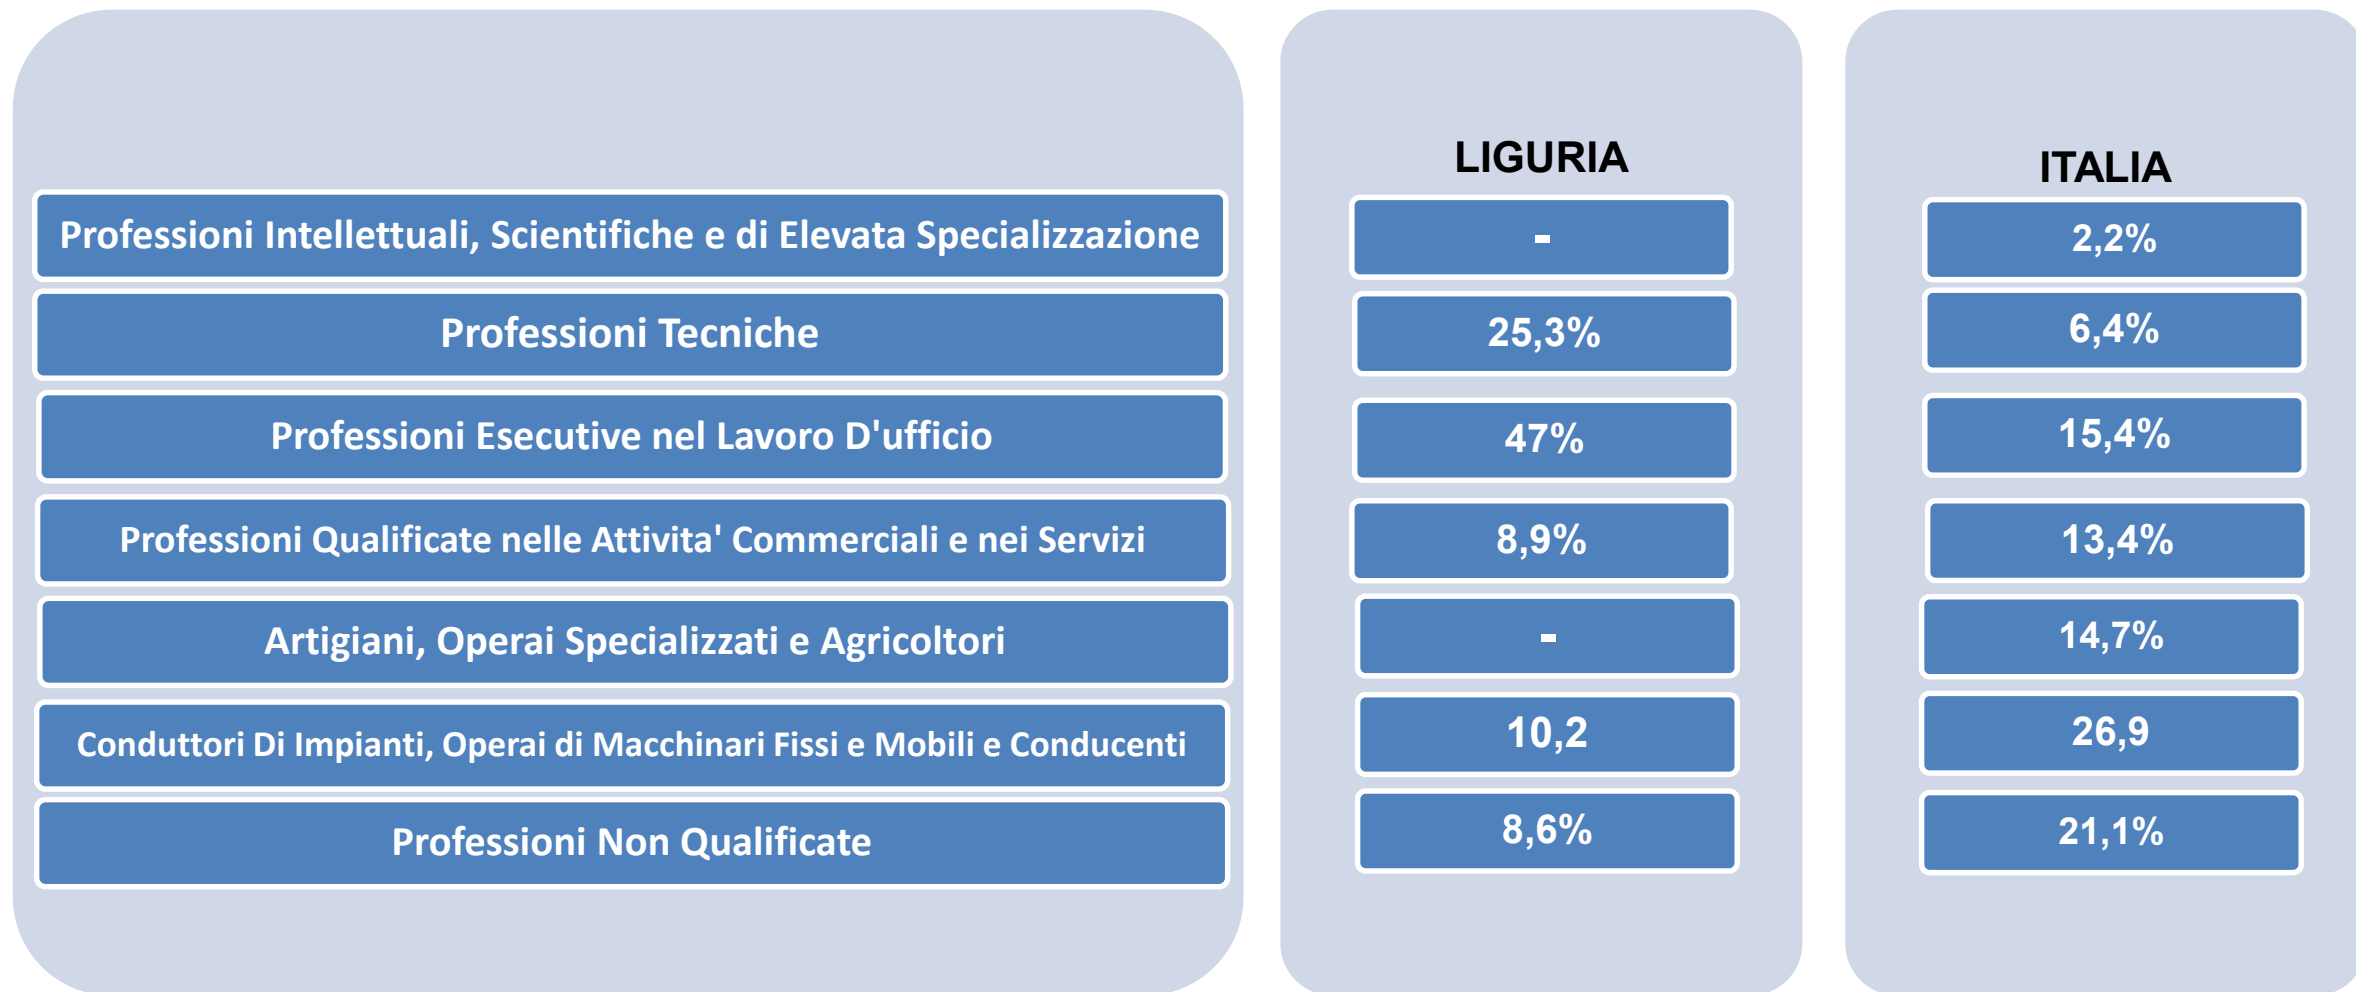 LIGURIA
ITALIA
Professioni Intellettuali, Scientifiche e di Elevata Specializzazione
-
2,2%
Professioni Tecniche
25,3%
6,4%
Professioni Esecutive nel Lavoro D'ufficio
47%
15,4%
Professioni Qualificate nelle Attivita' Commerciali e nei Servizi
8,9%
13,4%
Artigiani, Operai Specializzati e Agricoltori
-
14,7%
Conduttori Di Impianti, Operai di Macchinari Fissi e Mobili e Conducenti
10,2
26,9
Professioni Non Qualificate
8,6%
21,1%